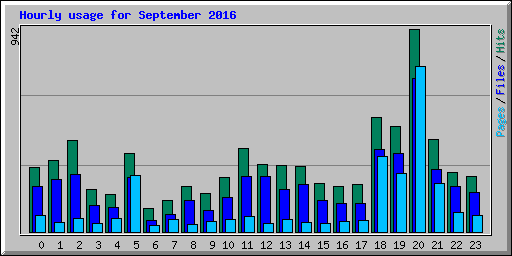 Hourly usage for September 2016
942
Pages / Files / Hits
0 1 2 3 4 5 6 7 8 9 10 11 12 13 14 15 16 17 18 19 20 21 22 23